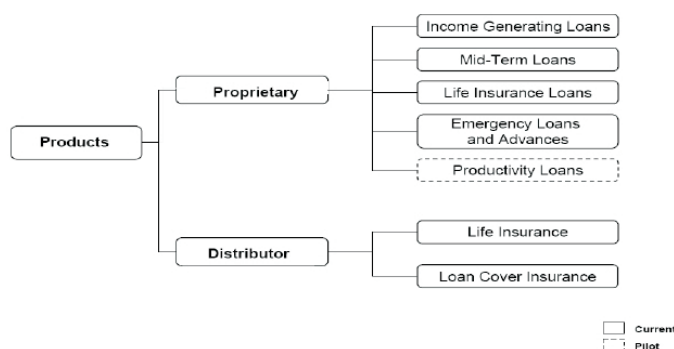 Products
Proprietary
Income Generating Loans
Mid-Term Loans
Life Insurance Loans
Emergency Loans
and Advances
Productivity Loans
Distributor
Life Insurance
Loan Cover Insurance
Current
Pilot